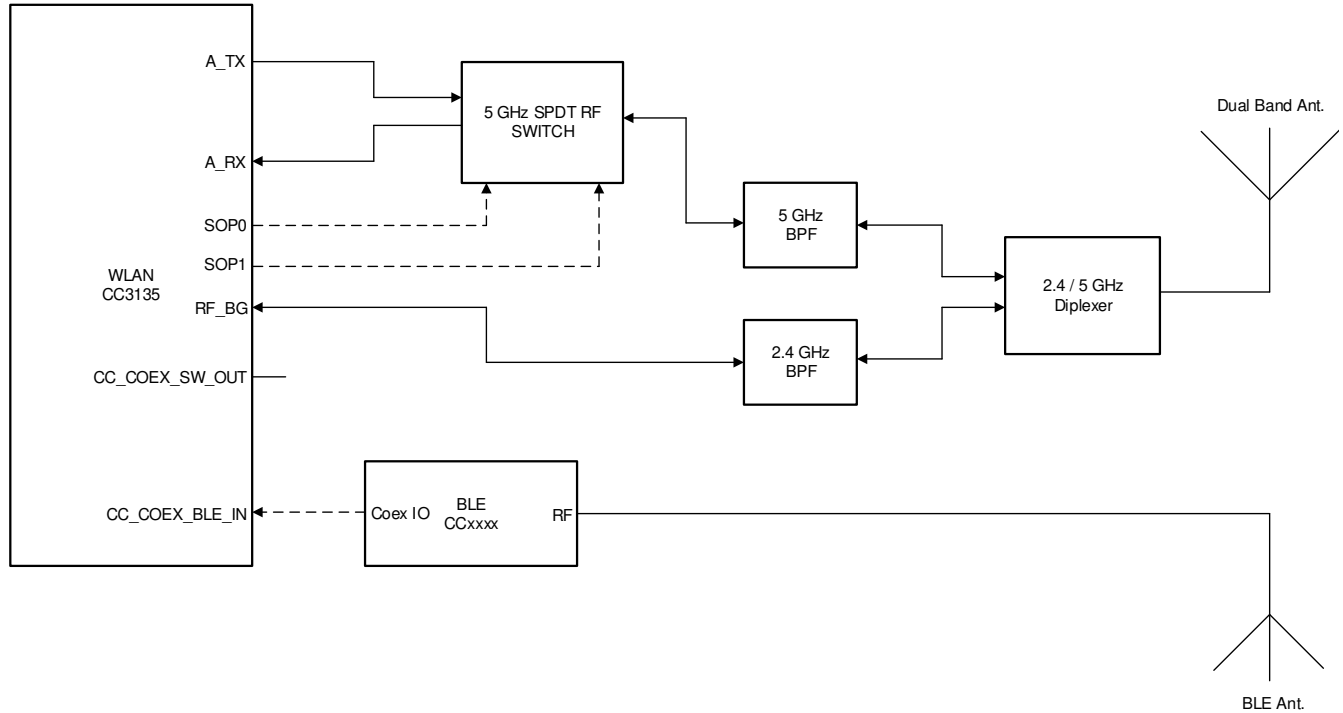 A_TX
5 GHz SPDT RF
SWITCH
Dual Band Ant.
A_RX
5 GHz
BPF
SOP0
SOP1
WLAN
CC3135
2.4 / 5 GHz
Diplexer
RF_BG
2.4 GHz
BPF
CC_COEX_SW_OUT
CC_COEX_BLE_IN
Coex IO
BLE
CCxxxx
RF
BLE Ant.